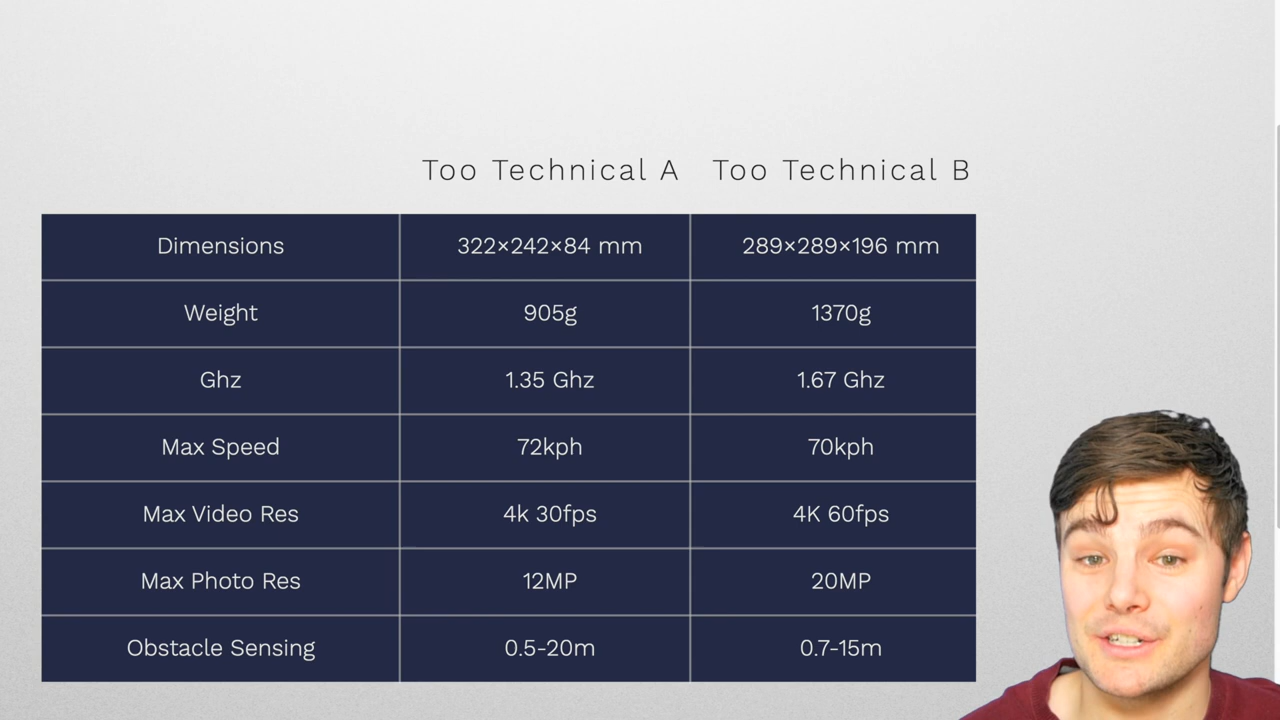 Too Technical A Too Technical B
Dimensions 322×242×84 mm 289×289×196 mm
Weight 905g 1370g
Ghz 1.35 Ghz 1.67 Ghz
Max Speed 72kph 70kph
Max Video Res 4k 30fps 4K 60fps
Max Photo Res 12MP 20MP
Obstacle Sensing 0.5-20m 0.7-15m